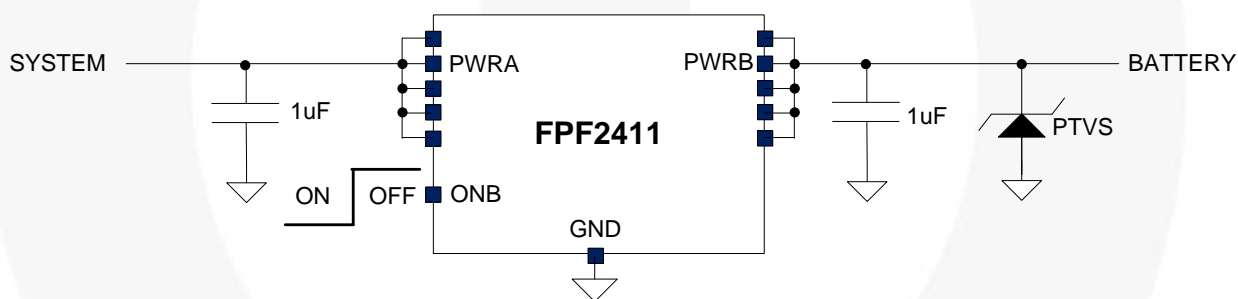 SYSTEM
PWRA
PWRB
BATTERY
1uF
1uF
PTVS
FPF2411
ON
OFF
ONB
GND